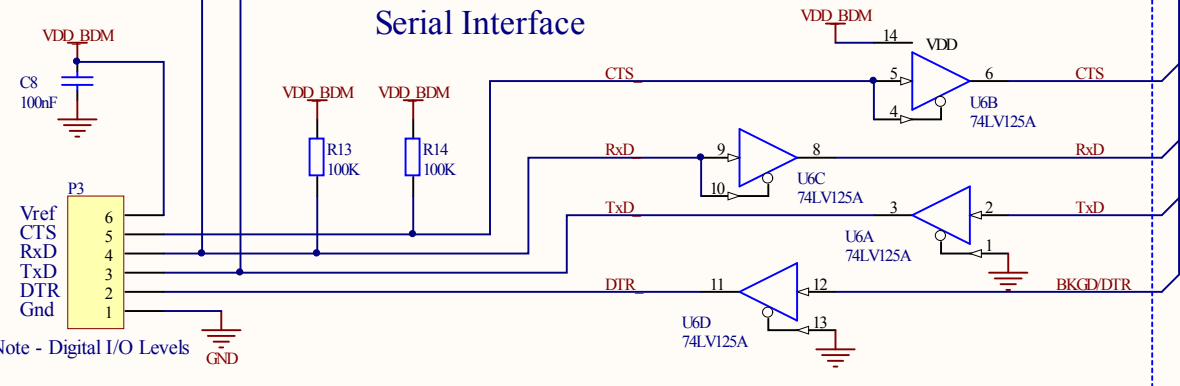 Serial Interface
VDD_BDM
C8
100nF
VDD_BDM
VDD_BDM
R13
100K
R14
100K
VDD_BDM
14
VDD
CTS_
5
6
CTS
4
U6B
74LV125A
RxD_
9
8
RxD
10
U6C
74LV125A
P3
Vref
6
CTS
5
RxD
4
TxD
3
DTR
2
Gnd
1
TxD_
3
2
TxD
U6A
74LV125A
1
DTR_
11
12
BKGD/DTR
U6D
74LV125A
13
Note - Digital I/O Levels
GND